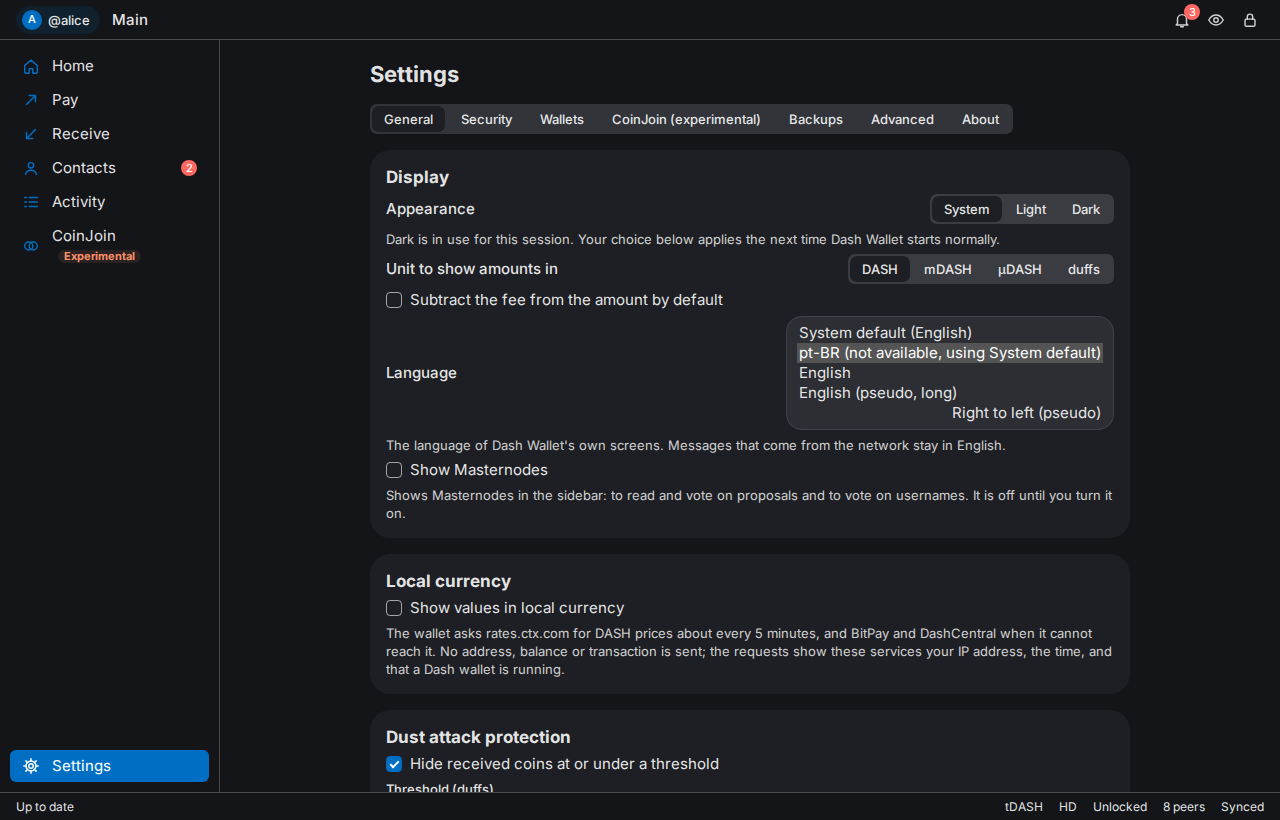 A @alice Main 3
Home
Pay
Receive
Contacts 2
Activity
CoinJoin
Experimental
Settings
Settings
General Security Wallets CoinJoin (experimental) Backups Advanced About
Display
Appearance System Light Dark
Dark is in use for this session. Your choice below applies the next time Dash Wallet starts normally.
Unit to show amounts in DASH mDASH µDASH duffs
Subtract the fee from the amount by default
Language
System default (English)
pt-BR (not available, using System default)
English
English (pseudo, long)
Right to left (pseudo)
The language of Dash Wallet's own screens. Messages that come from the network stay in English.
Show Masternodes
Shows Masternodes in the sidebar: to read and vote on proposals and to vote on usernames. It is off until you turn it
on.
Local currency
Show values in local currency
The wallet asks rates.ctx.com for DASH prices about every 5 minutes, and BitPay and DashCentral when it cannot
reach it. No address, balance or transaction is sent; the requests show these services your IP address, the time, and
that a Dash wallet is running.
Dust attack protection
Hide received coins at or under a threshold
Threshold (duffs)
Up to date tDASH HD Unlocked 8 peers Synced